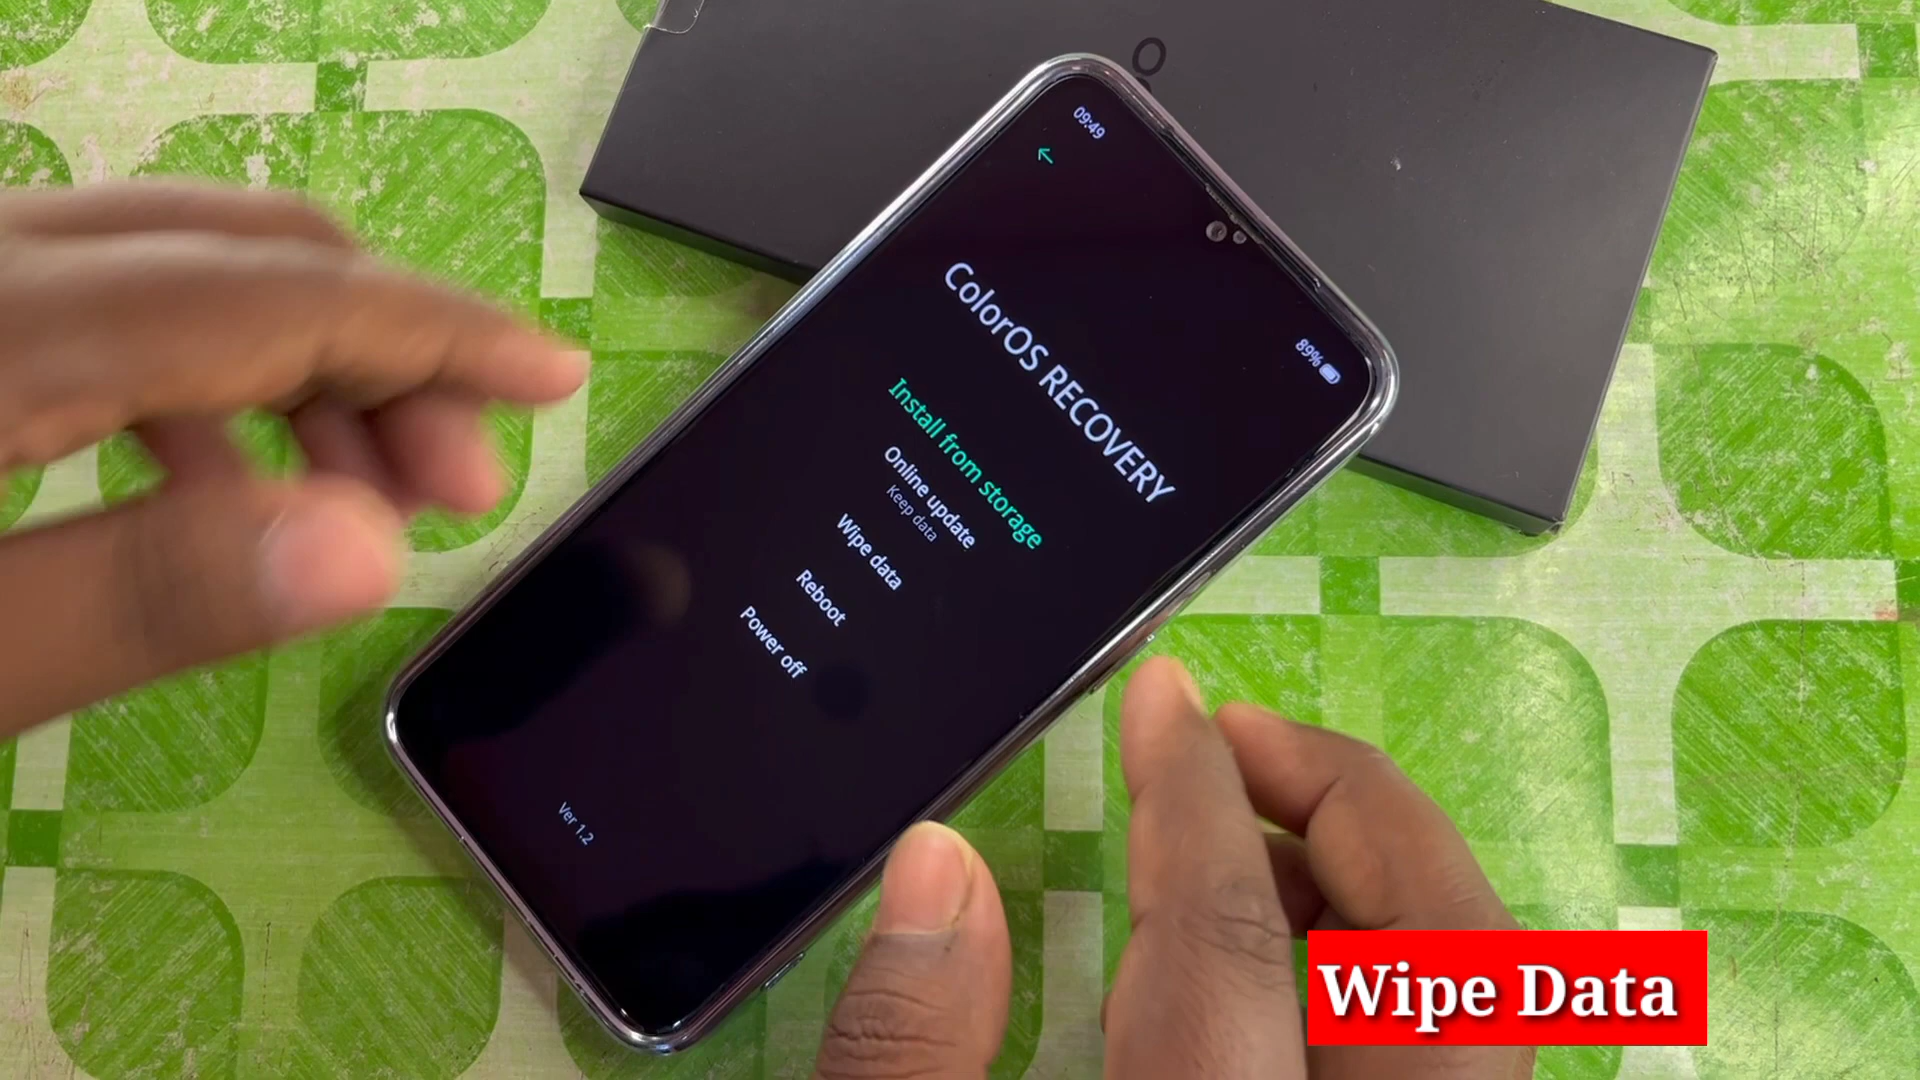 09:49
89%
ColorOS RECOVERY
Install from storage
Online update
Keep data
Wipe data
Reboot
Power off
Ver 1.2
Wipe Data